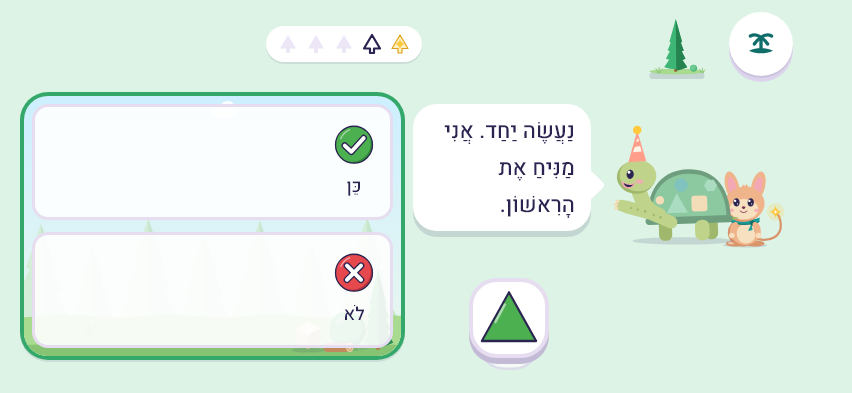 נַעֲשֶׂה יַחַד. אֲנִי
מַנִּיחַ אֶת
הָרִאשׁוֹן.
כֵּן
לֹא